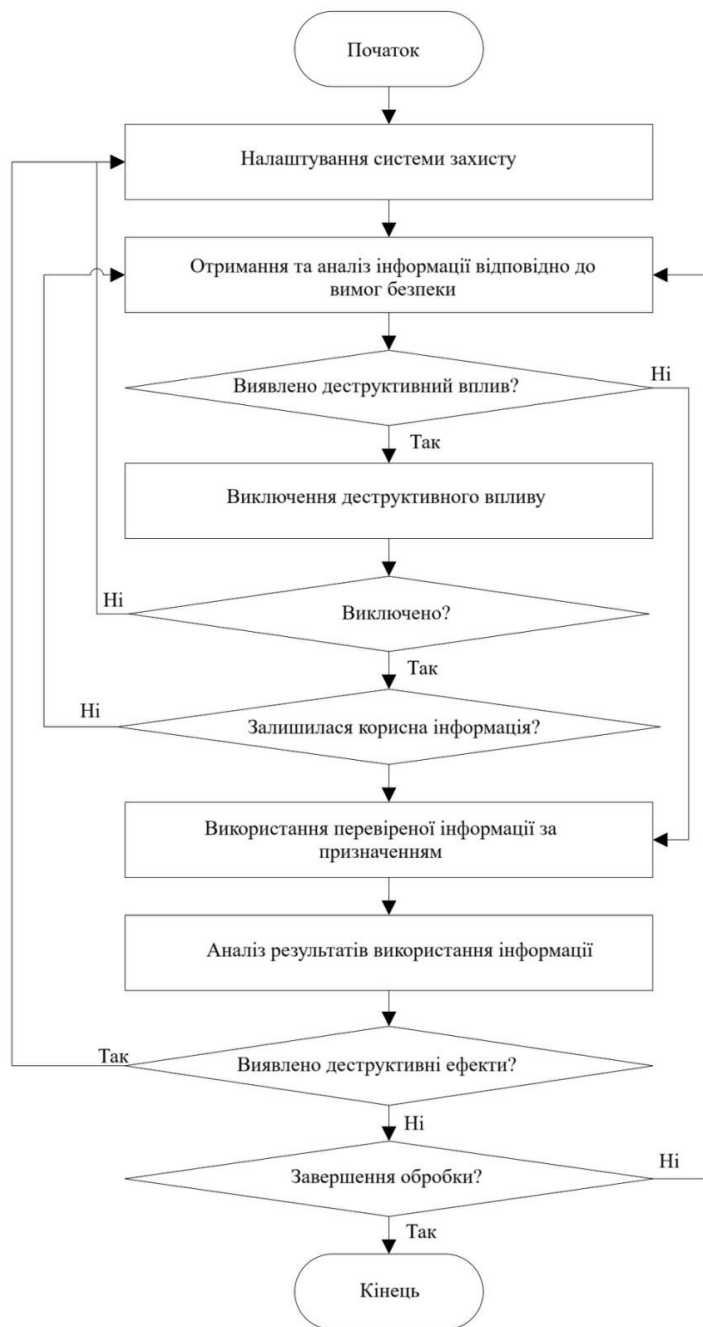 Початок
Налаштування системи захисту
Отримання та аналіз інформації відповідно до
вимог безпеки
Виявлено деструктивний вплив?
Ні
Так
Виключення деструктивного впливу
Ні
Виключено?
Так
Ні
Залишилася корисна інформація?
Використання перевіреної інформації за
призначенням
Аналіз результатів використання інформації
Так
Виявлено деструктивні ефекти?
Ні
Завершення обробки?
Ні
Так
Кінець